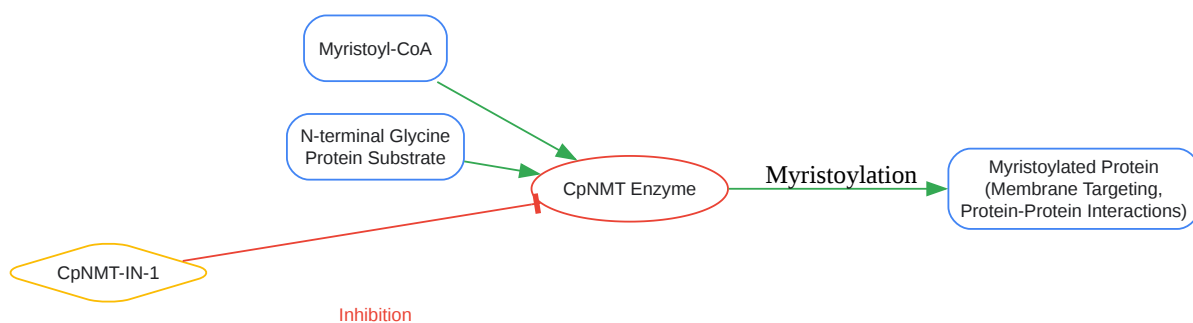 Myristoyl-CoA
N-terminal Glycine
Protein Substrate
CpNMT Enzyme
Myristoylation
Myristoylated Protein
(Membrane Targeting,
Protein-Protein Interactions)
CpNMT-IN-1
Inhibition